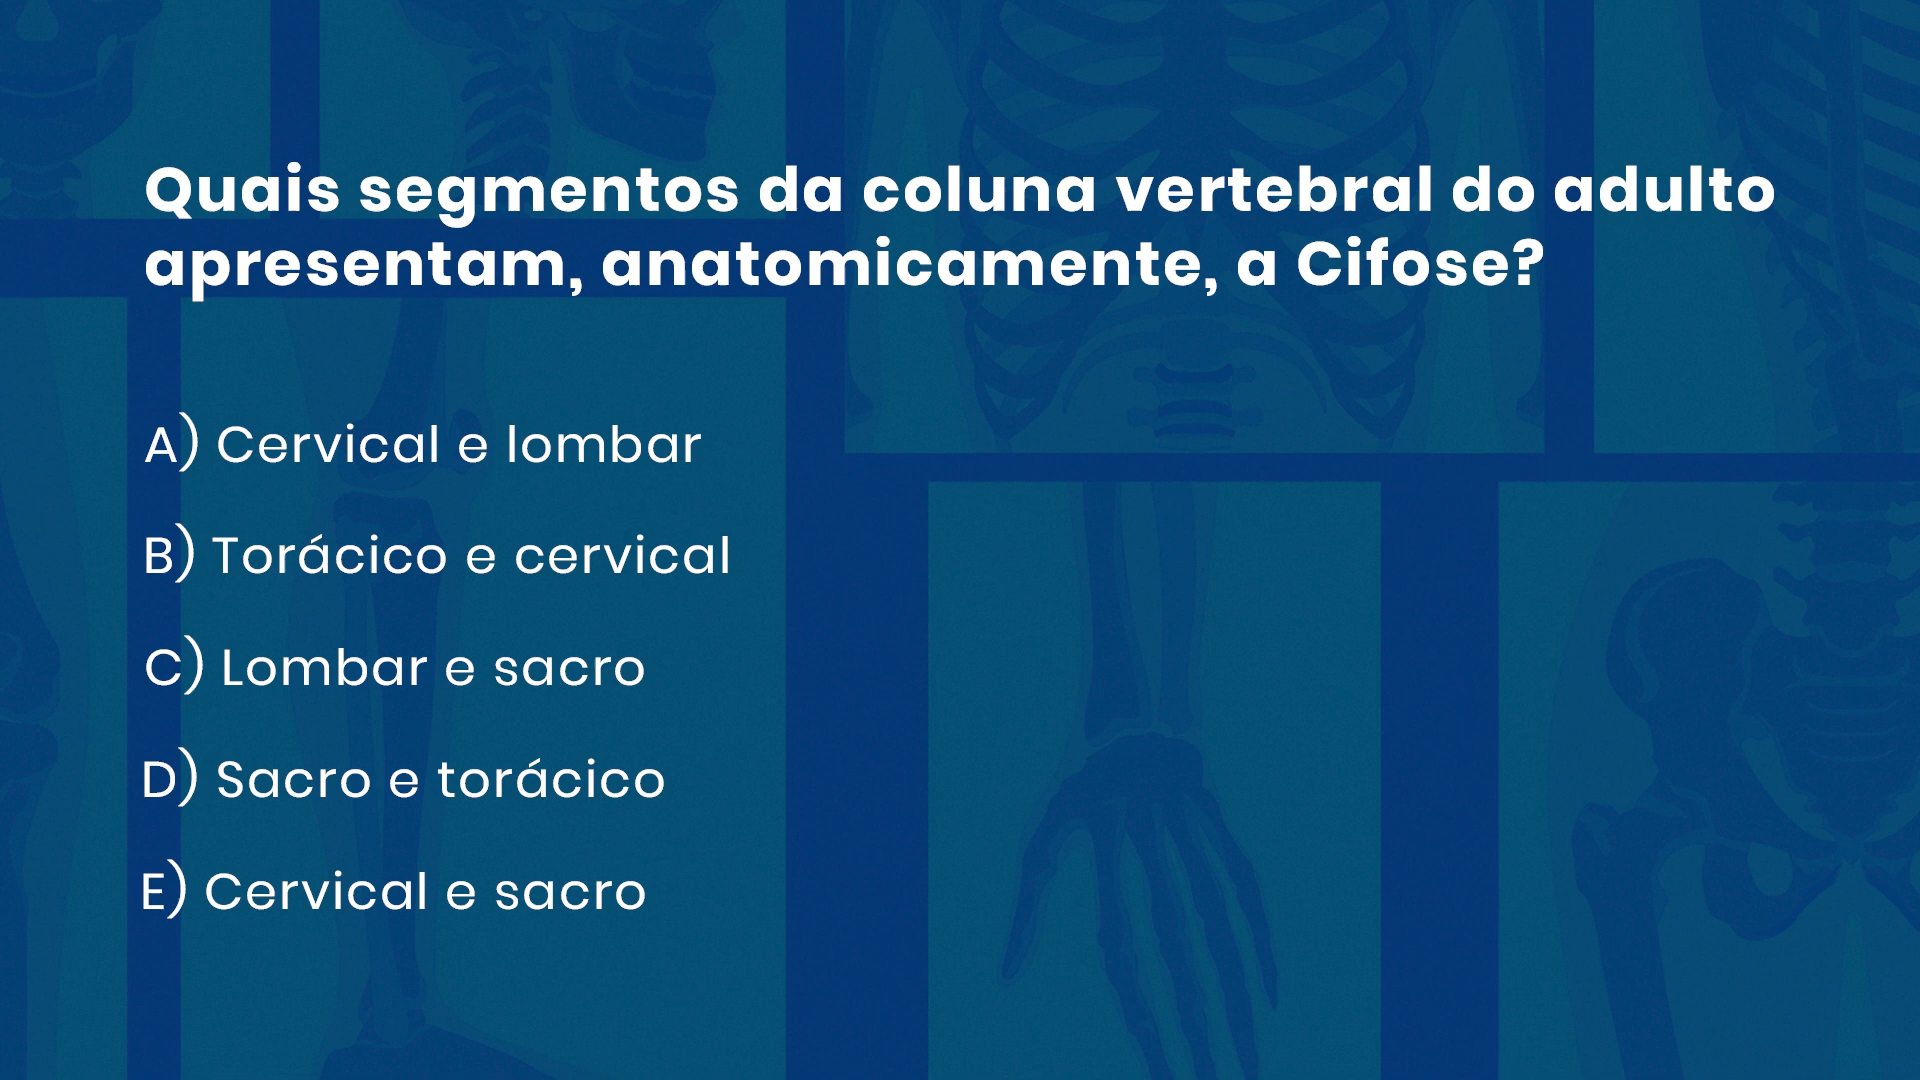 Quais segmentos da coluna vertebral do adulto
apresentam, anatomicamente, a Cifose?
A) Cervical e lombar
B) Torácico e cervical
C) Lombar e sacro
D) Sacro e torácico
E) Cervical e sacro